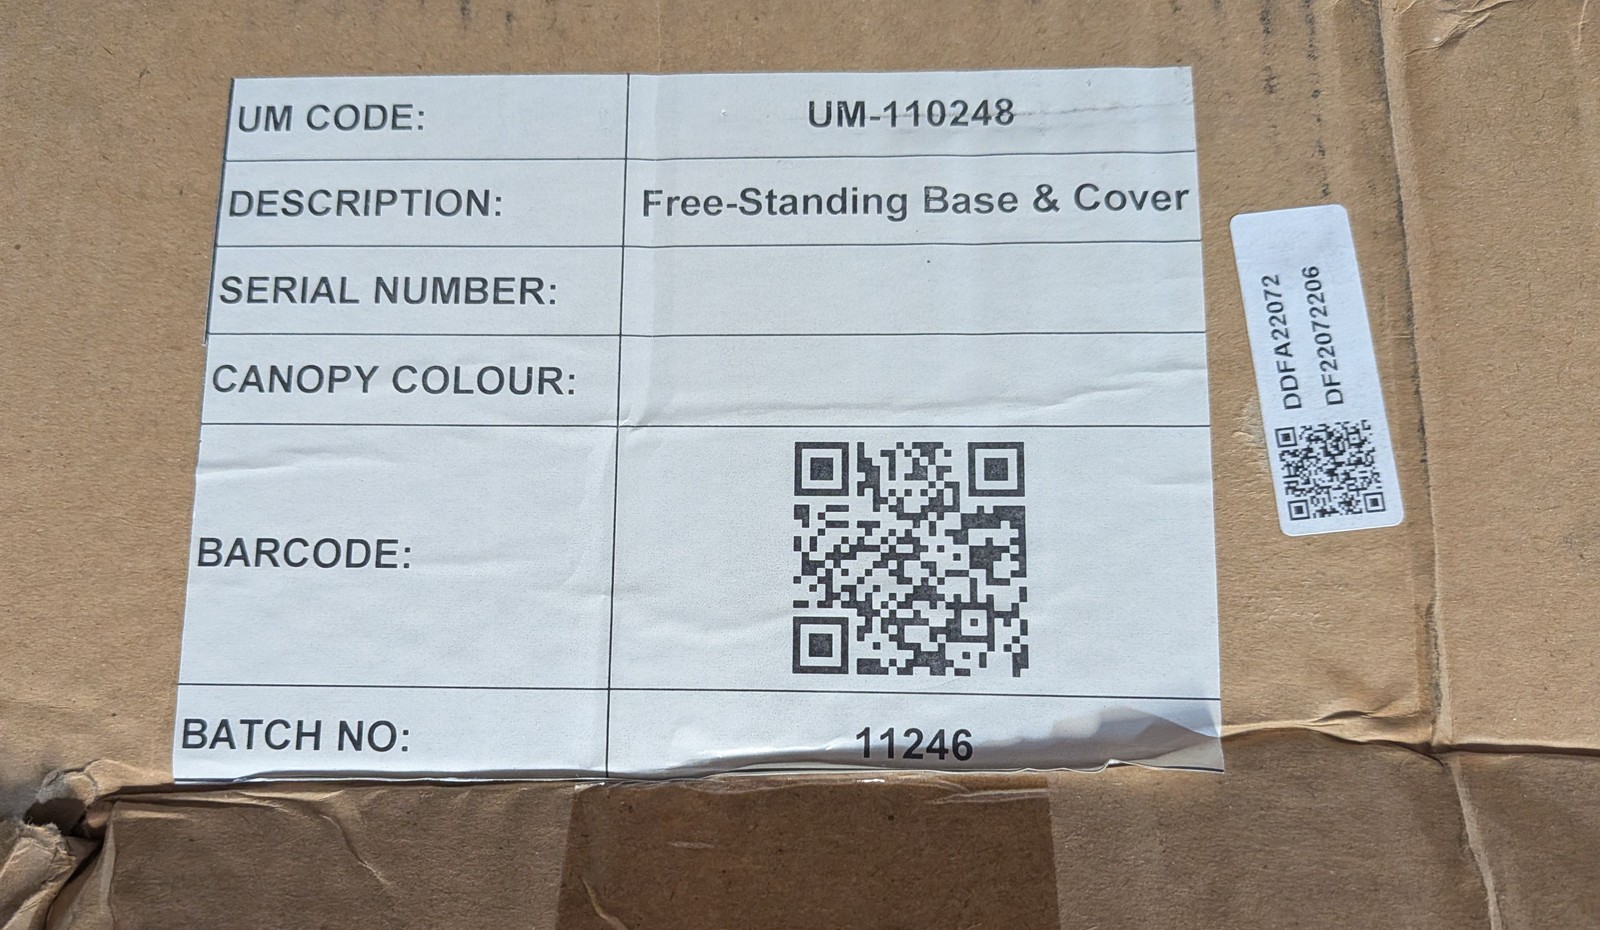 UM CODE: UM-110248
DESCRIPTION: Free-Standing Base & Cover
SERIAL NUMBER:
CANOPY COLOUR:
BARCODE:
BATCH NO: 11246
DDFA22072
DF22072206